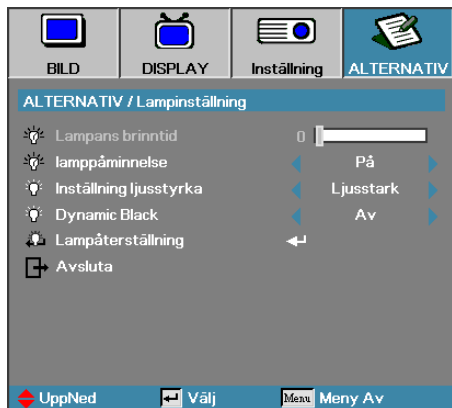 BILD DISPLAY Inställning ALTERNATIV
ALTERNATIV / Lampinställning
Lampans brinntid 0
lamppåminnelse På
Inställning ljusstyrka Ljusstark
Dynamic Black Av
Lampåterställning
Avsluta
UppNed Välj Menu Meny Av